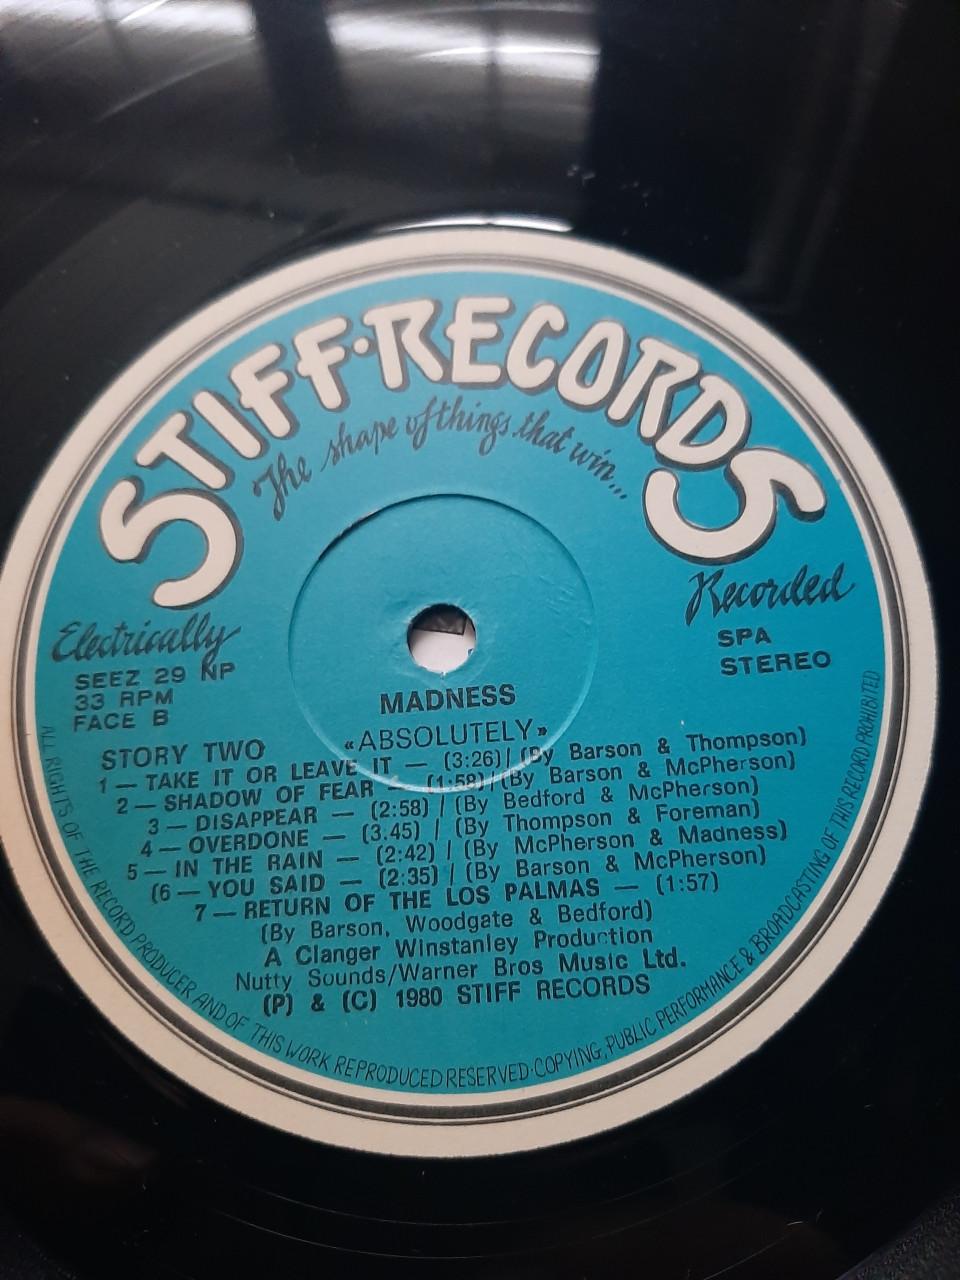 STIFF·RECORDS
The shape of things that win...
Electrically
Recorded
SEEZ 29 NP
33 RPM
FACE B
SPA
STEREO
MADNESS
«ABSOLUTELY»
STORY TWO
1 — TAKE IT OR LEAVE IT — (3:26) / (By Barson & Thompson)
2 — SHADOW OF FEAR — (1:58) / (By Barson & McPherson)
3 — DISAPPEAR — (2:58) / (By Bedford & McPherson)
4 — OVERDONE — (3.45) / (By Thompson & Foreman)
5 — IN THE RAIN — (2:42) / (By McPherson & Madness)
(6 — YOU SAID — (2:35) / (By Barson & McPherson)
7 — RETURN OF THE LOS PALMAS — (1:57)
(By Barson, Woodgate & Bedford)
A Clanger Winstanley Production
Nutty Sounds/Warner Bros Music Ltd.
(P) & (C) 1980 STIFF RECORDS
ALL RIGHTS OF THE RECORD PRODUCER AND OF THIS WORK REPRODUCED RESERVED·COPYING, PUBLIC PERFORMANCE & BROADCASTING OF THIS RECORD PROHIBITED